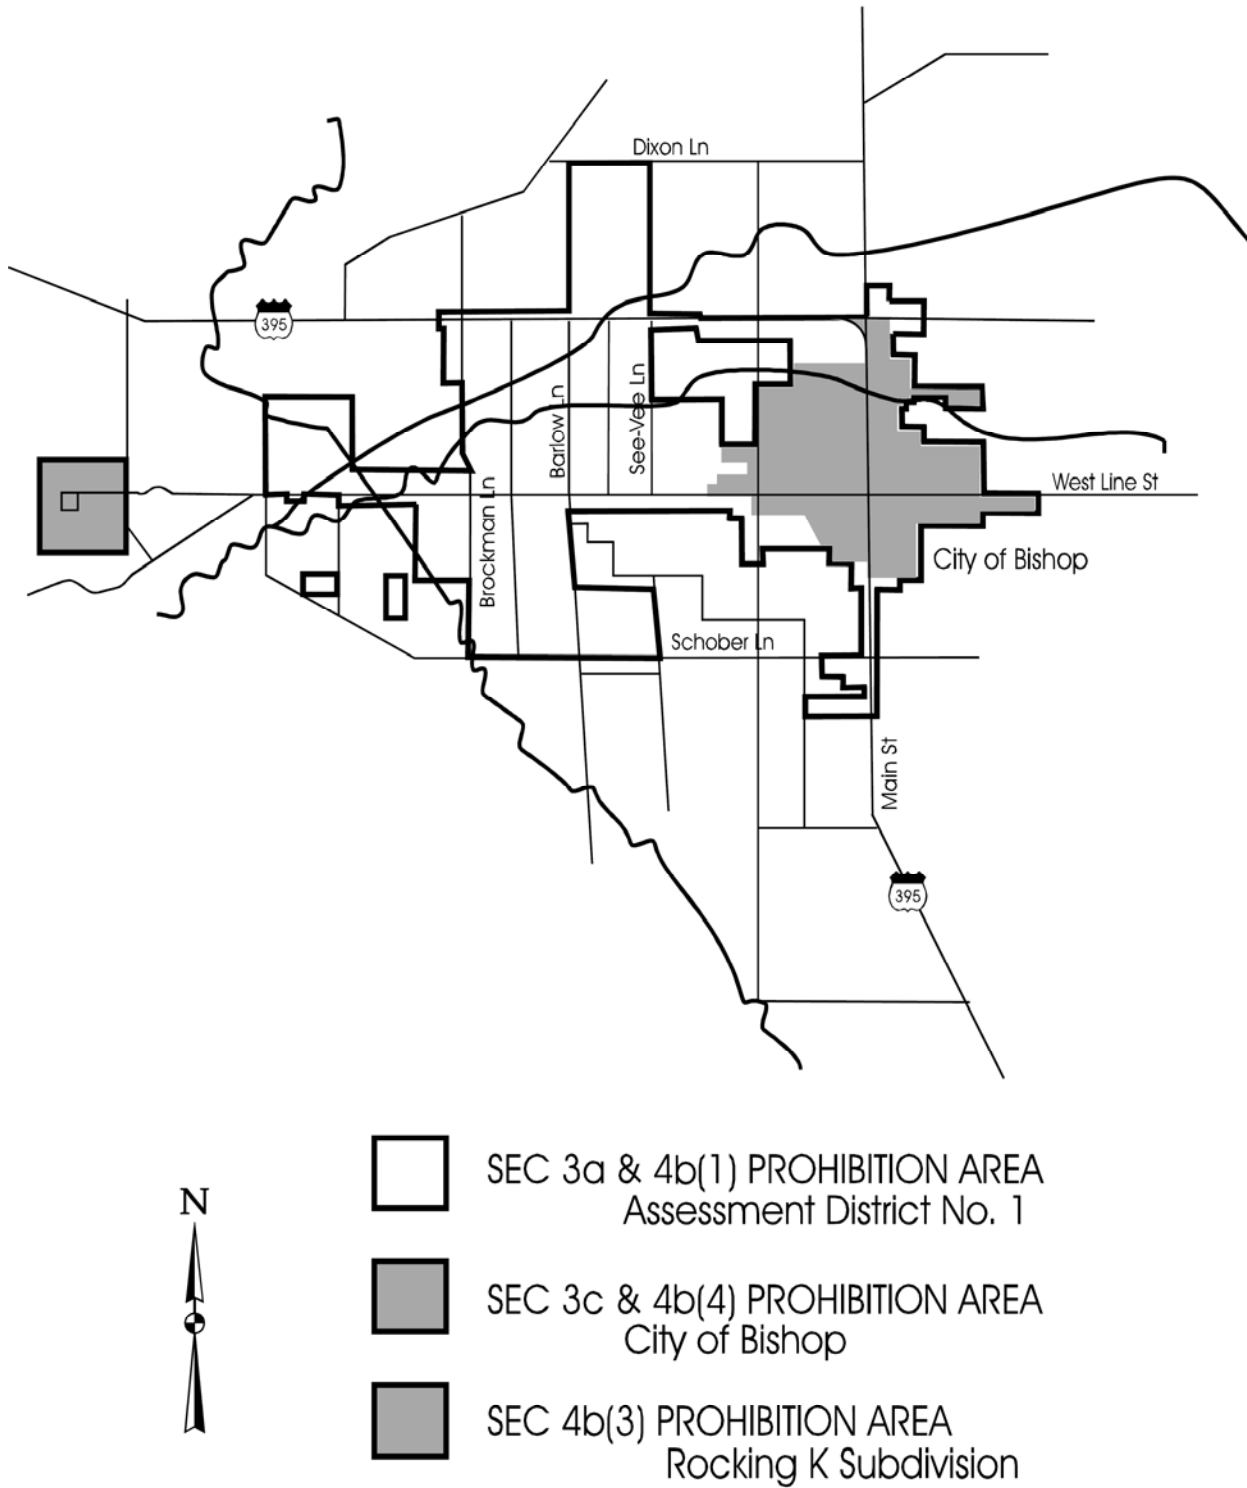 Dixon Ln
395
Barlow Ln
See-Vee Ln
Brockman Ln
West Line St
City of Bishop
Schober Ln
Main St
395
N
SEC 3a & 4b(1) PROHIBITION AREA
Assessment District No. 1
SEC 3c & 4b(4) PROHIBITION AREA
City of Bishop
SEC 4b(3) PROHIBITION AREA
Rocking K Subdivision